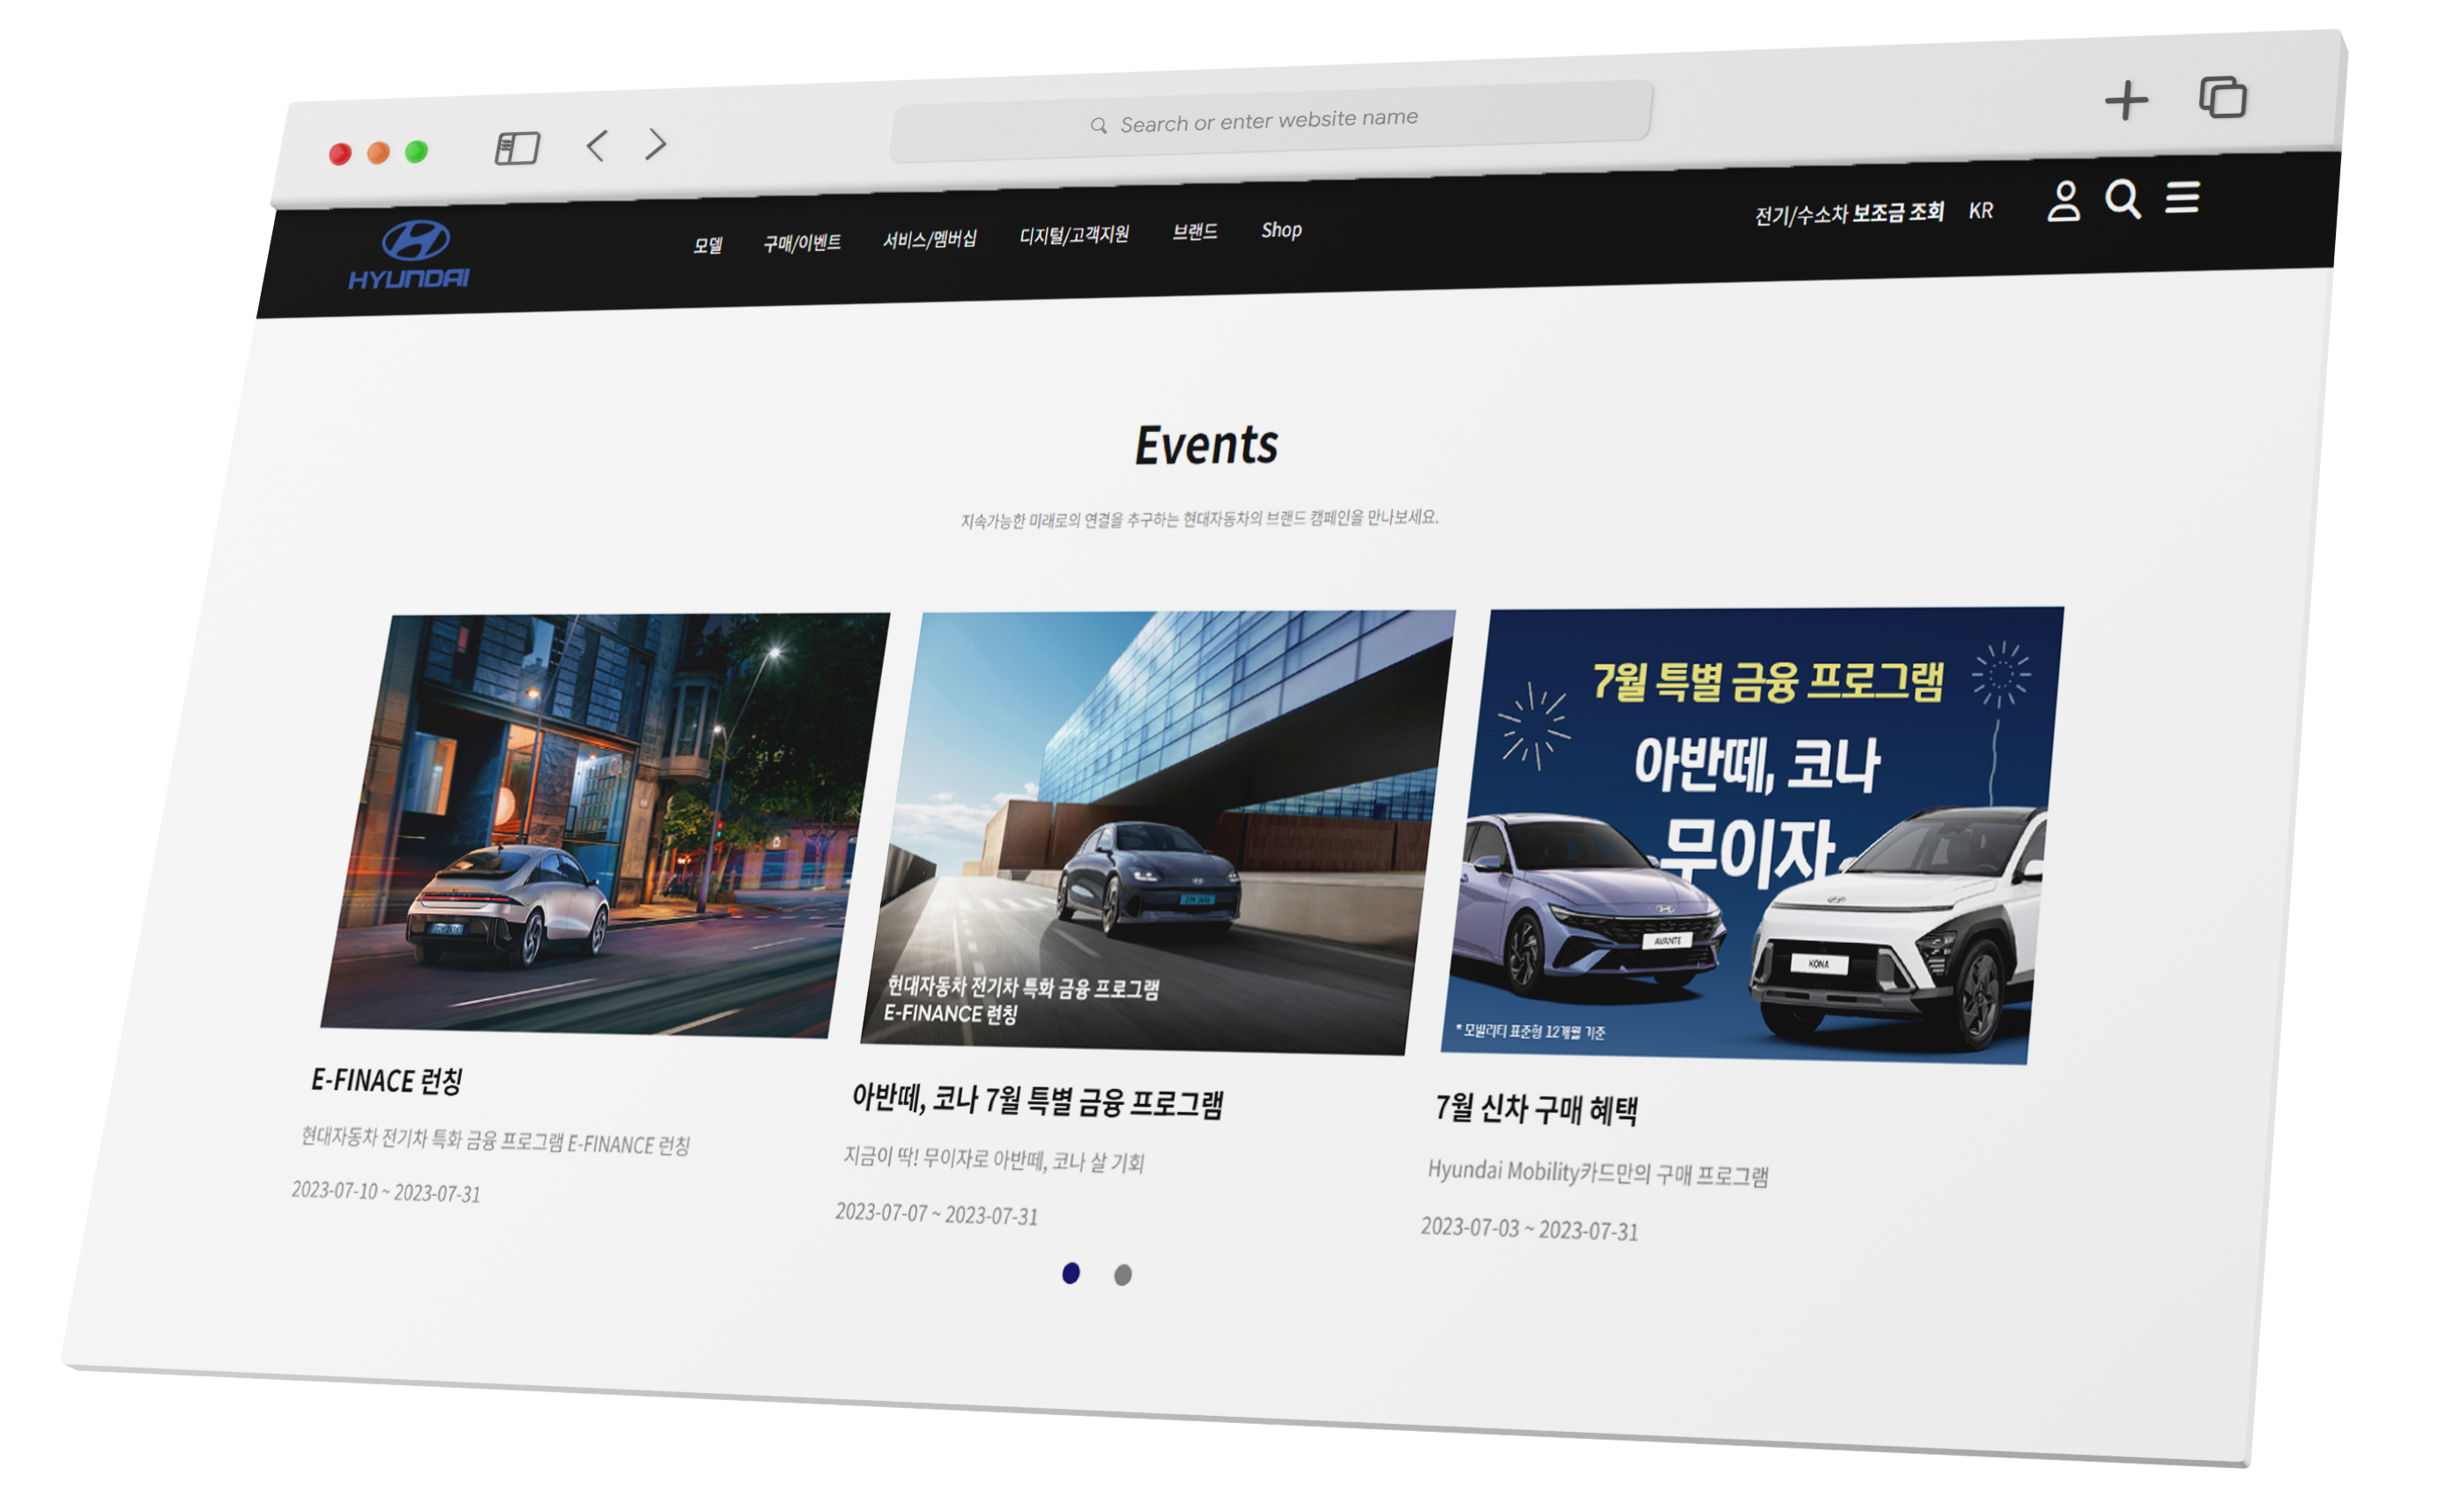 Search or enter website name
HYUNDAI
모델 구매/이벤트 서비스/멤버십 디지털/고객지원 브랜드 Shop
전기/수소차 보조금 조회 KR
Events
지속가능한 미래로의 연결을 추구하는 현대자동차의 브랜드 캠페인을 만나보세요.
현대자동차 전기차 특화 금융 프로그램
E-FINANCE 런칭
7월 특별 금융 프로그램
아반떼, 코나
무이자
AVANTE
KONA
* 모빌리티 표준형 12개월 기준
E-FINACE 런칭
현대자동차 전기차 특화 금융 프로그램 E-FINANCE 런칭
2023-07-10 ~ 2023-07-31
아반떼, 코나 7월 특별 금융 프로그램
지금이 딱! 무이자로 아반떼, 코나 살 기회
2023-07-07 ~ 2023-07-31
7월 신차 구매 혜택
Hyundai Mobility카드만의 구매 프로그램
2023-07-03 ~ 2023-07-31